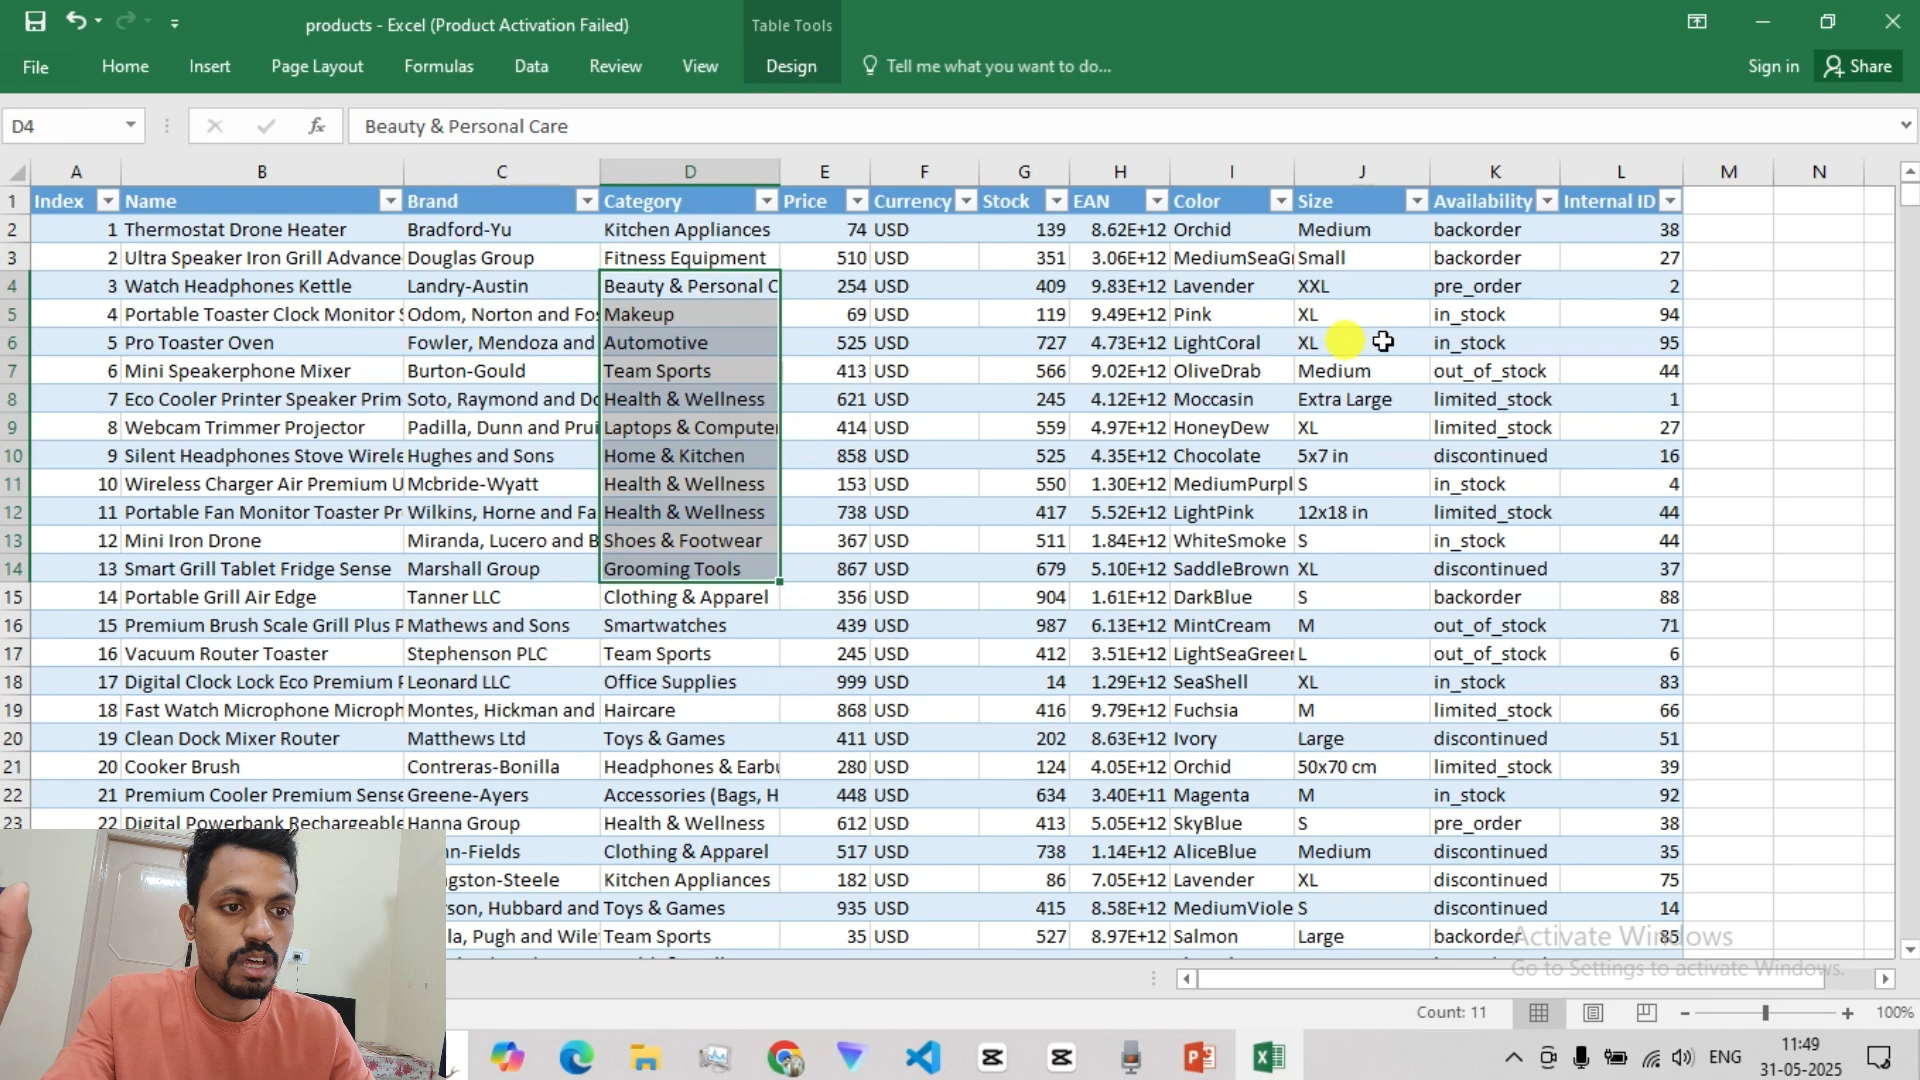 products - Excel (Product Activation Failed)
Table Tools
File
Home
Insert
Page Layout
Formulas
Data
Review
View
Design
Tell me what you want to do...
Sign in
Share
D4
fx
Beauty & Personal Care
A B C D E F G H I J K L M N
1 Index Name Brand Category Price Currency Stock EAN Color Size Availability Internal ID
2 1 Thermostat Drone Heater Bradford-Yu Kitchen Appliances 74 USD 139 8.62E+12 Orchid Medium backorder 38
3 2 Ultra Speaker Iron Grill Advance Douglas Group Fitness Equipment 510 USD 351 3.06E+12 MediumSeaG Small backorder 27
4 3 Watch Headphones Kettle Landry-Austin Beauty & Personal C 254 USD 409 9.83E+12 Lavender XXL pre_order 2
5 4 Portable Toaster Clock Monitor S Odom, Norton and Fos Makeup 69 USD 119 9.49E+12 Pink XL in_stock 94
6 5 Pro Toaster Oven Fowler, Mendoza and Automotive 525 USD 727 4.73E+12 LightCoral XL in_stock 95
7 6 Mini Speakerphone Mixer Burton-Gould Team Sports 413 USD 566 9.02E+12 OliveDrab Medium out_of_stock 44
8 7 Eco Cooler Printer Speaker Prim Soto, Raymond and Do Health & Wellness 621 USD 245 4.12E+12 Moccasin Extra Large limited_stock 1
9 8 Webcam Trimmer Projector Padilla, Dunn and Prui Laptops & Computer 414 USD 559 4.97E+12 HoneyDew XL limited_stock 27
10 9 Silent Headphones Stove Wirele Hughes and Sons Home & Kitchen 858 USD 525 4.35E+12 Chocolate 5x7 in discontinued 16
11 10 Wireless Charger Air Premium U Mcbride-Wyatt Health & Wellness 153 USD 550 1.30E+12 MediumPurpl S in_stock 4
12 11 Portable Fan Monitor Toaster Pr Wilkins, Horne and Fa Health & Wellness 738 USD 417 5.52E+12 LightPink 12x18 in limited_stock 44
13 12 Mini Iron Drone Miranda, Lucero and B Shoes & Footwear 367 USD 511 1.84E+12 WhiteSmoke S in_stock 44
14 13 Smart Grill Tablet Fridge Sense Marshall Group Grooming Tools 867 USD 679 5.10E+12 SaddleBrown XL discontinued 37
15 14 Portable Grill Air Edge Tanner LLC Clothing & Apparel 356 USD 904 1.61E+12 DarkBlue S backorder 88
16 15 Premium Brush Scale Grill Plus P Mathews and Sons Smartwatches 439 USD 987 6.13E+12 MintCream M out_of_stock 71
17 16 Vacuum Router Toaster Stephenson PLC Team Sports 245 USD 412 3.51E+12 LightSeaGreen L out_of_stock 6
18 17 Digital Clock Lock Eco Premium P Leonard LLC Office Supplies 999 USD 14 1.29E+12 SeaShell XL in_stock 83
19 18 Fast Watch Microphone Microph Montes, Hickman and Haircare 868 USD 416 9.79E+12 Fuchsia M limited_stock 66
20 19 Clean Dock Mixer Router Matthews Ltd Toys & Games 411 USD 202 8.63E+12 Ivory Large discontinued 51
21 20 Cooker Brush Contreras-Bonilla Headphones & Earbu 280 USD 124 4.05E+12 Orchid 50x70 cm limited_stock 39
22 21 Premium Cooler Premium Sense Greene-Ayers Accessories (Bags, H 448 USD 634 3.40E+11 Magenta M in_stock 92
23 22 Digital Powerbank Rechargeable Hanna Group Health & Wellness 612 USD 413 5.05E+12 SkyBlue S pre_order 38
nn-Fields Clothing & Apparel 517 USD 738 1.14E+12 AliceBlue Medium discontinued 35
gston-Steele Kitchen Appliances 182 USD 86 7.05E+12 Lavender XL discontinued 75
rson, Hubbard and Toys & Games 935 USD 415 8.58E+12 MediumViole S discontinued 14
la, Pugh and Wile Team Sports 35 USD 527 8.97E+12 Salmon Large backorder 85
Activate Windows
Go to Settings to activate Windows.
Count: 11
100%
ENG
11:49
31-05-2025